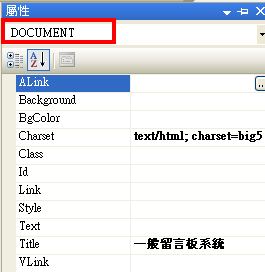 屬性
DOCUMENT
ALink
Background
BgColor
Charset text/html; charset=big5
Class
Id
Link
Style
Text
Title 一般留言板系統
VLink